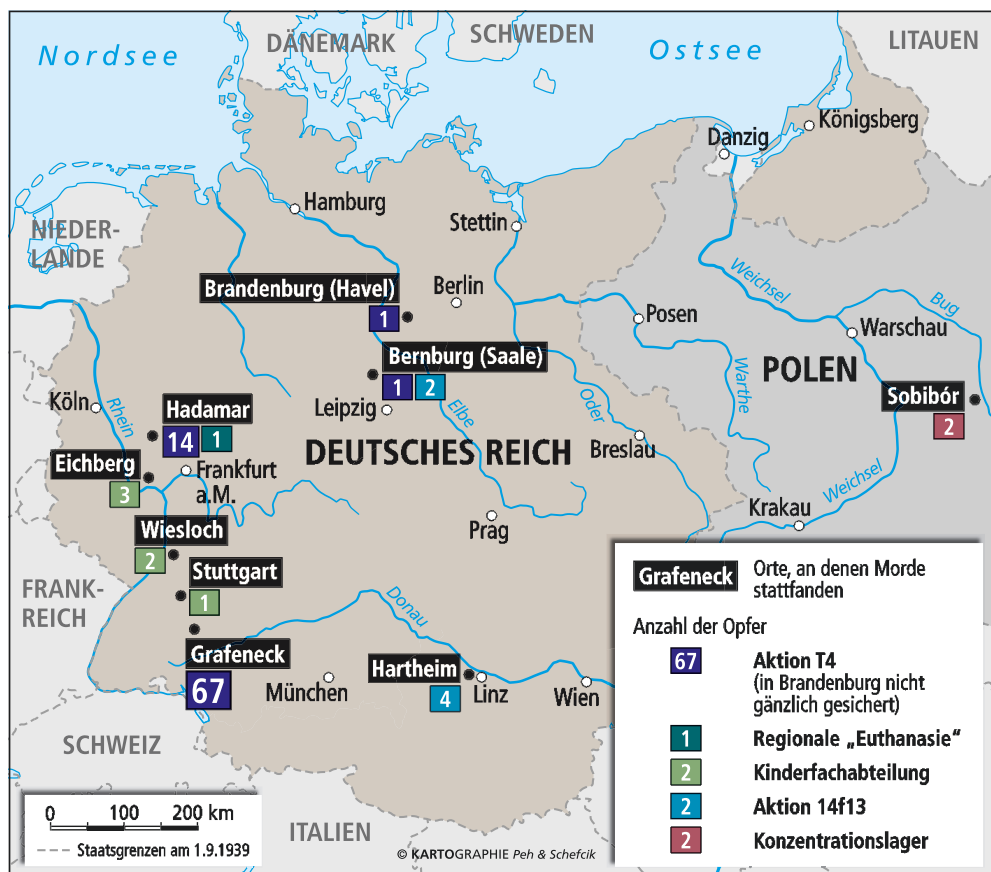 Nordsee
DÄNEMARK
SCHWEDEN
Ostsee
LITAUEN
Königsberg
Danzig
Hamburg
Stettin
NIEDER-
LANDE
Brandenburg (Havel)
1
Berlin
Weichsel
Bug
Posen
Warschau
Bernburg (Saale)
1 2
POLEN
Warthe
Sobibór
2
Köln
Rhein
Hadamar
14 1
Leipzig
Elbe
Oder
DEUTSCHES REICH
Breslau
Eichberg
3
Frankfurt
a.M.
Weichsel
Krakau
Prag
Wiesloch
2
Stuttgart
1
FRANK-
REICH
Donau
Grafeneck
67
München
Hartheim
4
Linz
Wien
SCHWEIZ
ITALIEN
Grafeneck
Orte, an denen Morde
stattfanden
Anzahl der Opfer
67 Aktion T4
(in Brandenburg nicht
gänzlich gesichert)
1 Regionale „Euthanasie“
2 Kinderfachabteilung
2 Aktion 14f13
2 Konzentrationslager
0 100 200 km
Staatsgrenzen am 1.9.1939
© KARTOGRAPHIE Peh & Schefcik